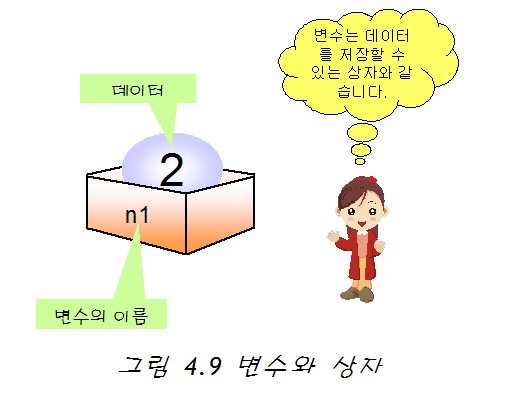 변수는 데이터
를 저장할 수
있는 상자와 같
습니다.
데이터
2
n1
변수의 이름
그림 4.9 변수와 상자